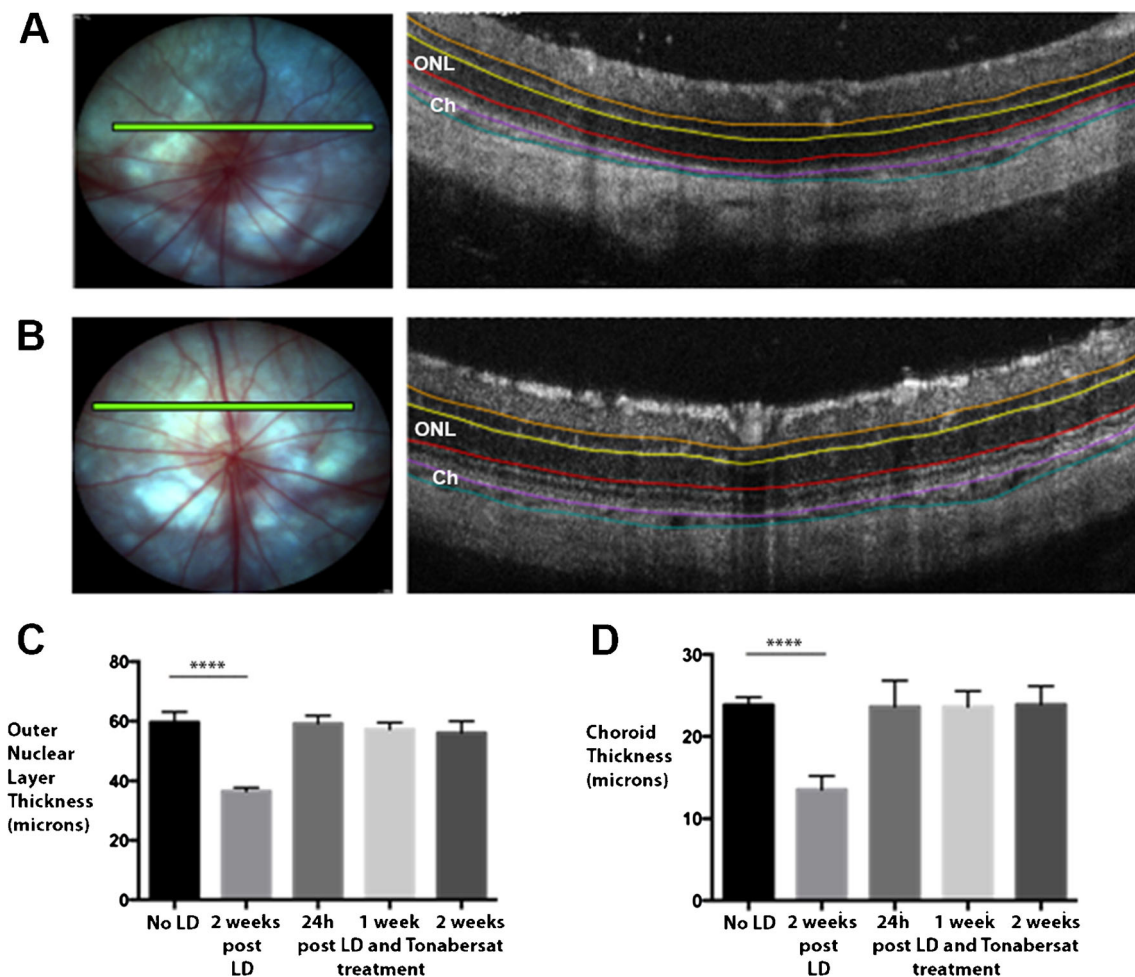 A
ONL
Ch
B
ONL
Ch
C
Outer
Nuclear
Layer
Thickness
(microns)
80
60
40
20
0
****
No LD
2 weeks
post
LD
24h
1 week
2 weeks
post LD and Tonabersat
treatment
D
Choroid
Thickness
(microns)
30
20
10
0
****
No LD
2 weeks
post
LD
24h
1 week
2 weeks
post LD and Tonabersat
treatment